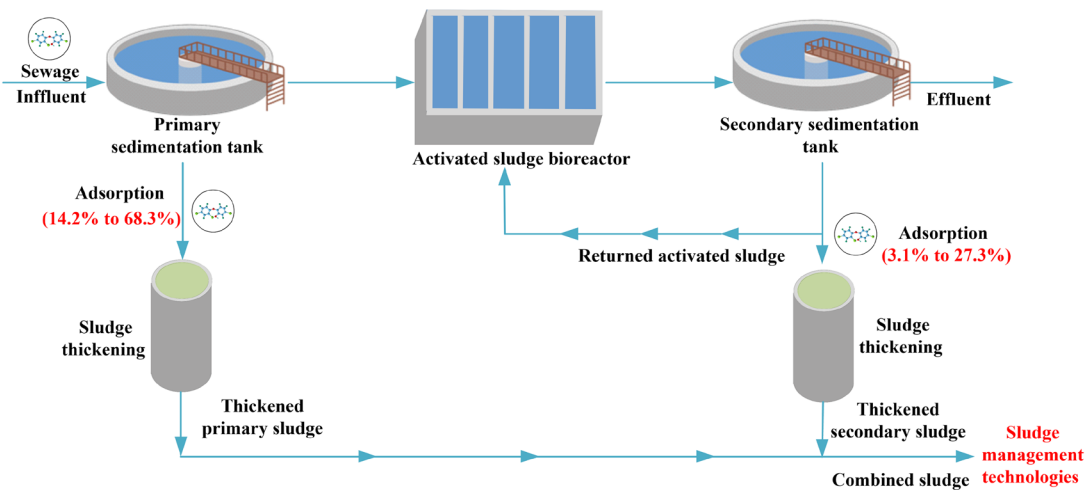 Sewage
Inffluent
Primary
sedimentation tank
Activated sludge bioreactor
Secondary sedimentation
tank
Effluent
Adsorption
(14.2% to 68.3%)
Returned activated sludge
Adsorption
(3.1% to 27.3%)
Sludge
thickening
Sludge
thickening
Thickened
primary sludge
Thickened
secondary sludge
Combined sludge
Sludge
management
technologies